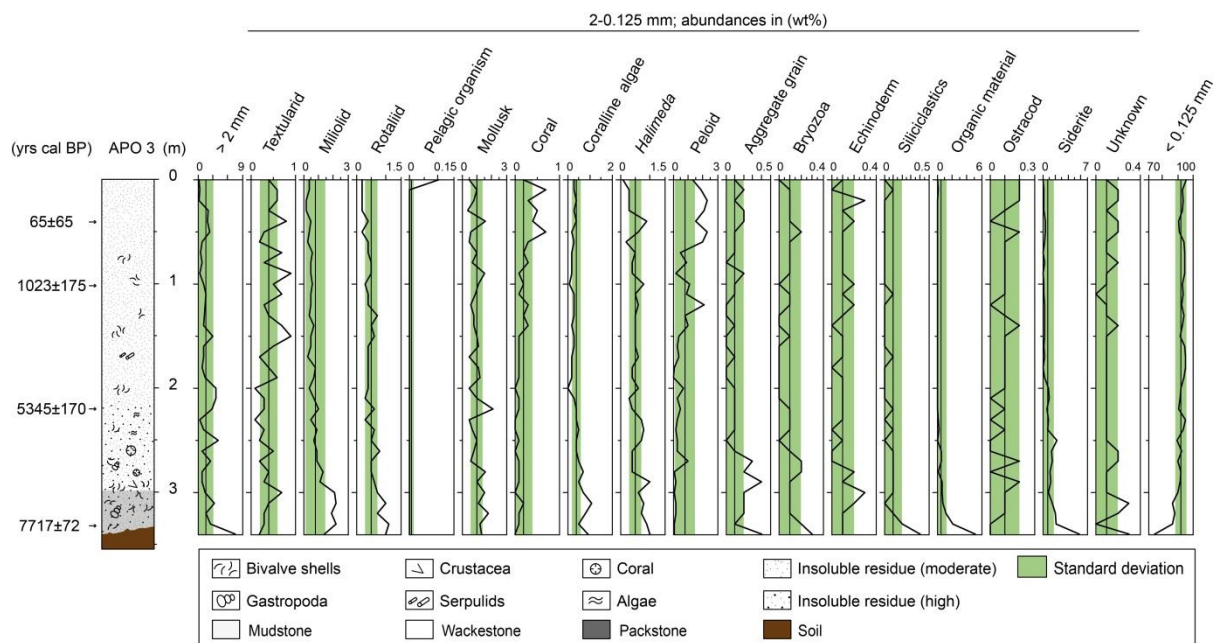 2-0.125 mm; abundances in (wt%)
(yrs cal BP) APO 3 (m) > 2 mm Textularid Miliolid Rotaliid Pelagic organism Mollusk Coral Coralline algae Halimeda Peloid Aggregate grain Bryozoa Echinoderm Siliciclastics Organic material Ostracod Siderite Unknown < 0.125 mm
0 9 0 1 0 3 0 1.5 0 0.15 0 3 0 1 0 2 0 1.0 0 3 0 0.5 0 0.4 0 0.4 0 0.5 0 6 0 0.3 0 7 0 0.4 70 100
0
65±65
1
1023±175
2
5345±170
3
7717±72
Bivalve shells Crustacea Coral Insoluble residue (moderate) Standard deviation
Gastropoda Serpulids Algae Insoluble residue (high)
Mudstone Wackestone Packstone Soil